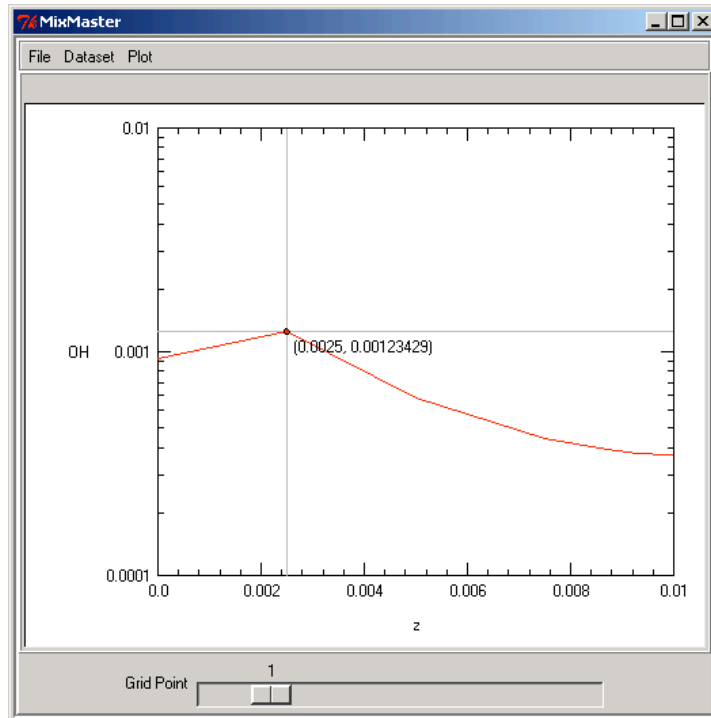 MixMaster
File Dataset Plot
0.01
(0.0025, 0.00123429)
OH 0.001
0.0001
0.0 0.002 0.004 0.006 0.008 0.01
z
1
Grid Point